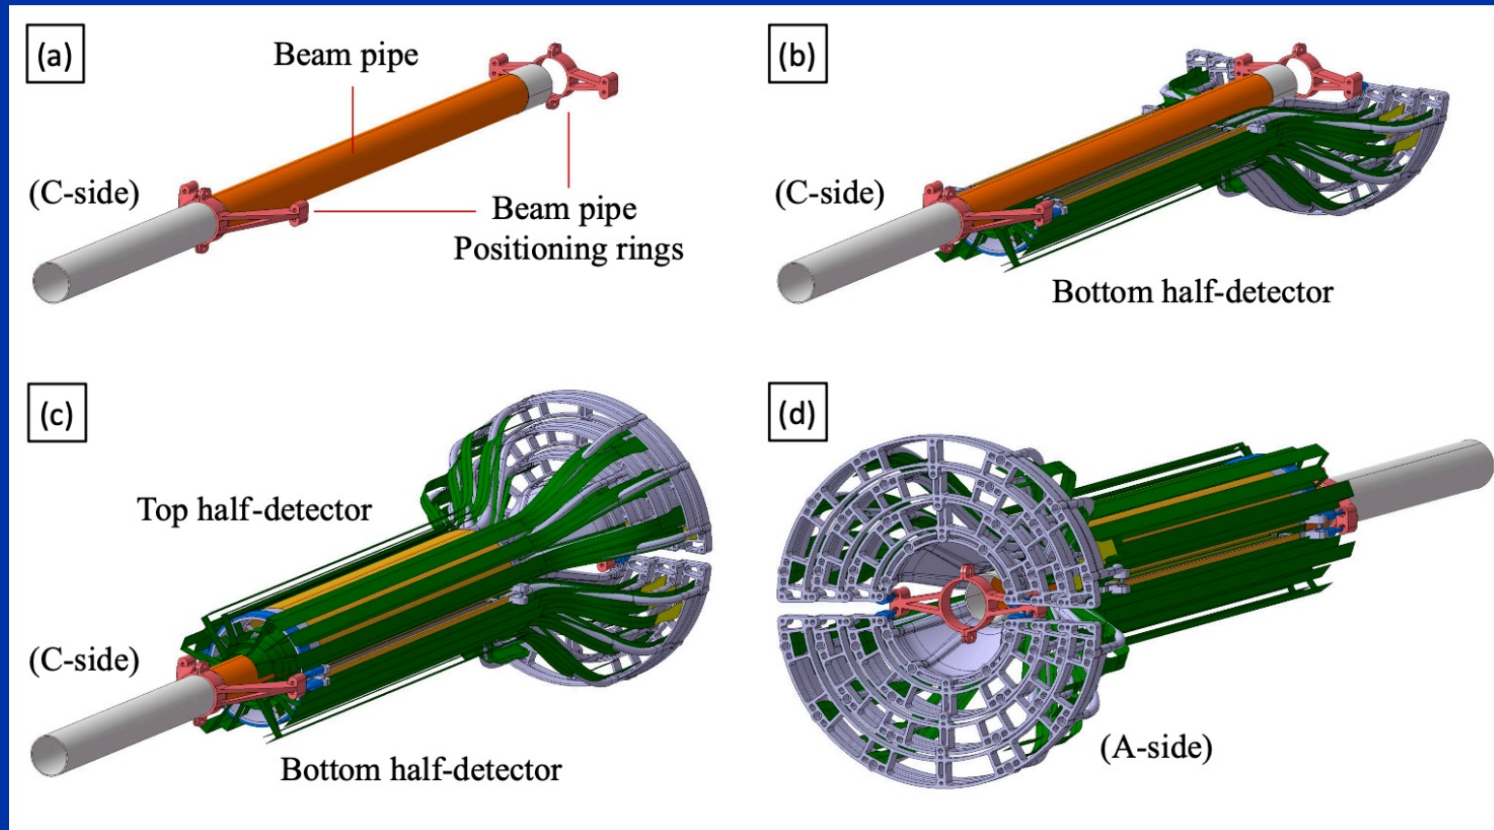 (a)
Beam pipe
(C-side)
Beam pipe
Positioning rings
(b)
(C-side)
Bottom half-detector
(c)
Top half-detector
(C-side)
Bottom half-detector
(d)
(A-side)